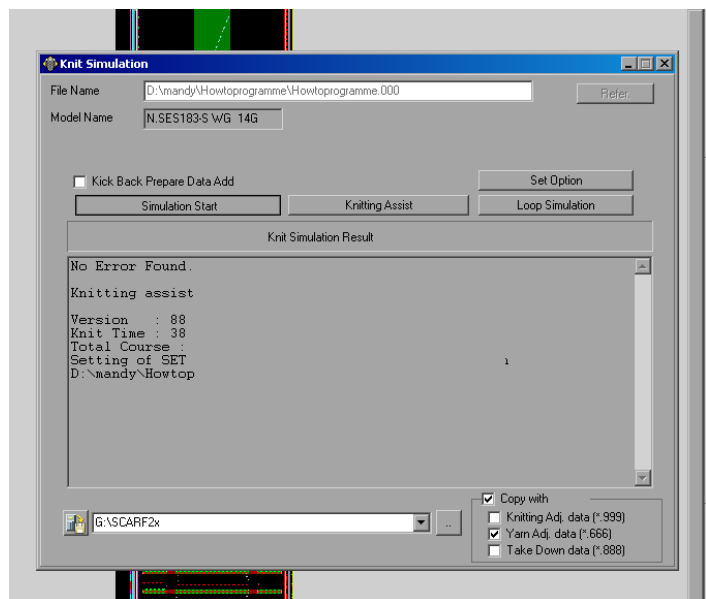 Knit Simulation
File Name D:\mandy\Howtoprogramme\Howtoprogramme.000 Refer.
Model Name N.SES183-S WG 14G
Kick Back Prepare Data Add Set Option
Simulation Start Knitting Assist Loop Simulation
Knit Simulation Result
No Error Found.
Knitting assist
Version : 88
Knit Time : 38
Total Course :
Setting of SET
D:\mandy\Howtop
G:\SCARF2x ..
Copy with
Knitting Adj. data (*.999)
Yarn Adj. data (*.666)
Take Down data (*.888)